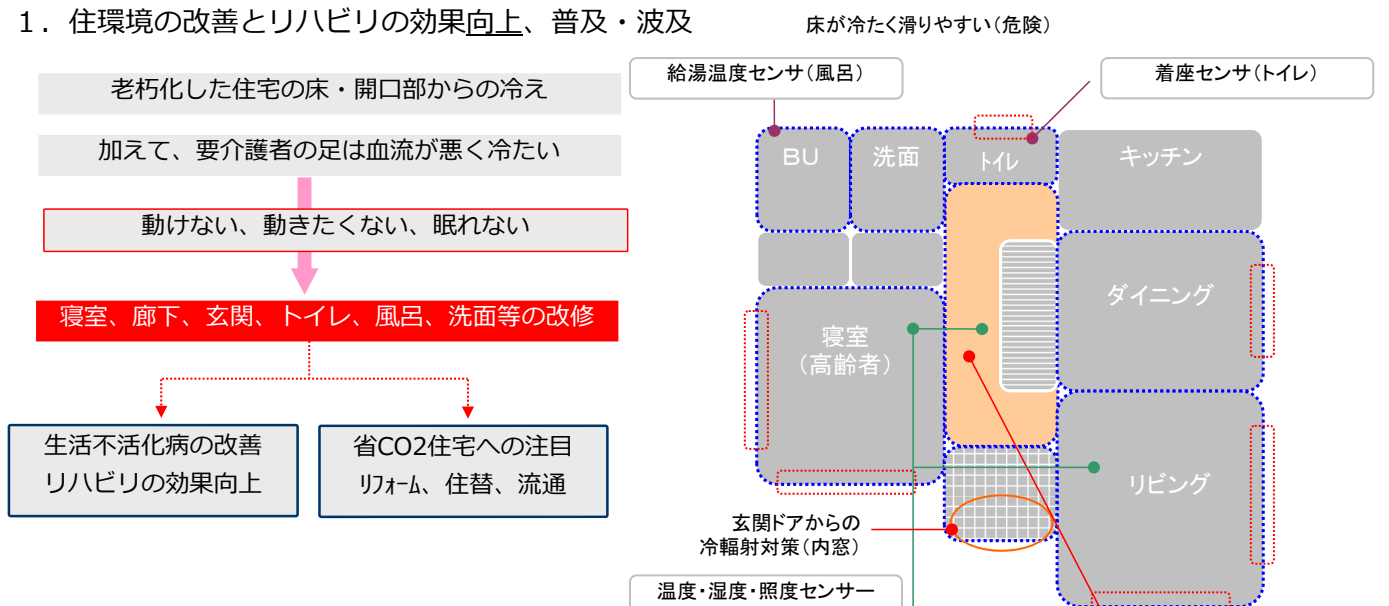 １．住環境の改善とリハビリの効果向上、普及・波及
床が冷たく滑りやすい（危険）
老朽化した住宅の床・開口部からの冷え
加えて、要介護者の足は血流が悪く冷たい
動けない、動きたくない、眠れない
寝室、廊下、玄関、トイレ、風呂、洗面等の改修
生活不活化病の改善
リハビリの効果向上
省CO2住宅への注目
ﾘﾌｫｰﾑ、住替、流通
給湯温度センサ（風呂）
着座センサ（トイレ）
ＢＵ
洗面
ﾄｲﾚ
キッチン
ダイニング
寝室
（高齢者）
リビング
玄関ドアからの
冷輻射対策（内窓）
温度・湿度・照度センサー